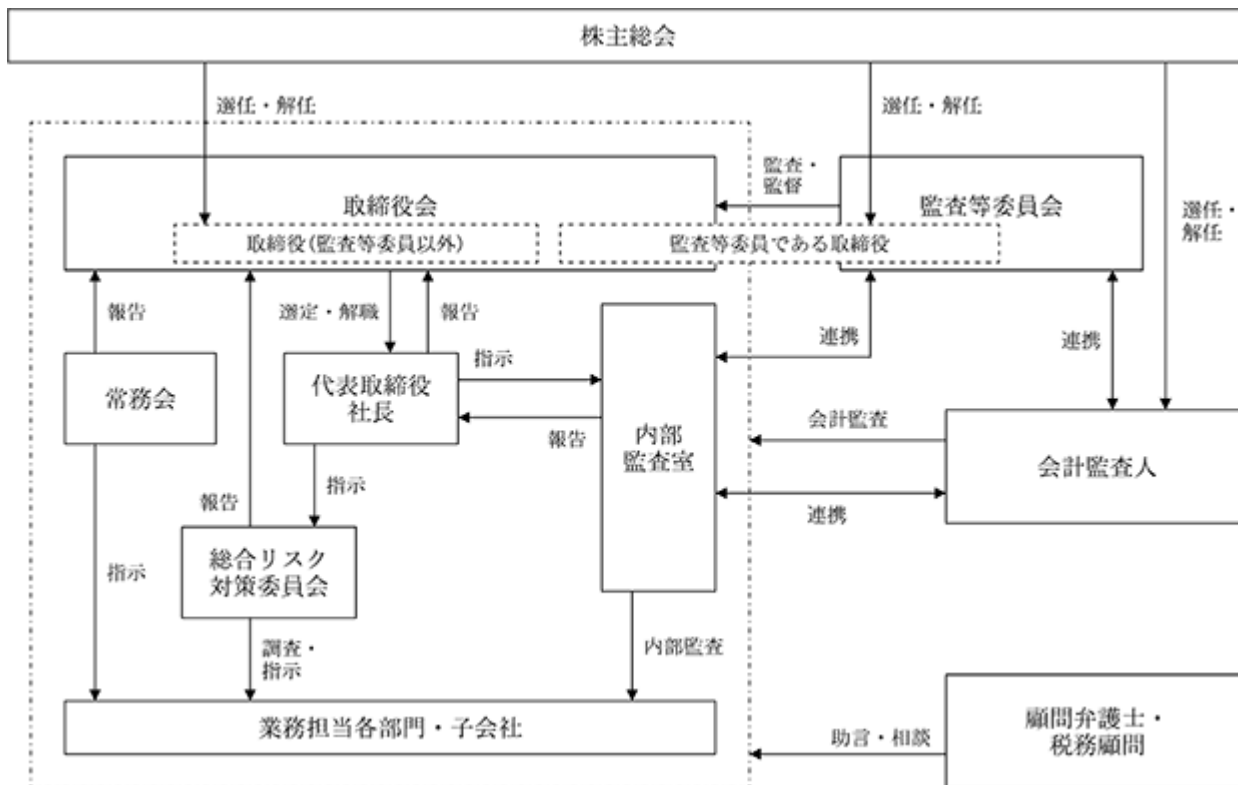 株主総会
選任・解任
選任・解任
選任・
解任
監査・
監督
取締役会
監査等委員会
取締役(監査等委員以外)
監査等委員である取締役
報告
選定・解職
報告
連携
連携
常務会
代表取締役
社長
指示
報告
内部
監査室
会計監査
会計監査人
連携
報告
指示
指示
総合リスク
対策委員会
調査・
指示
内部監査
業務担当各部門・子会社
助言・相談
顧問弁護士・
税務顧問